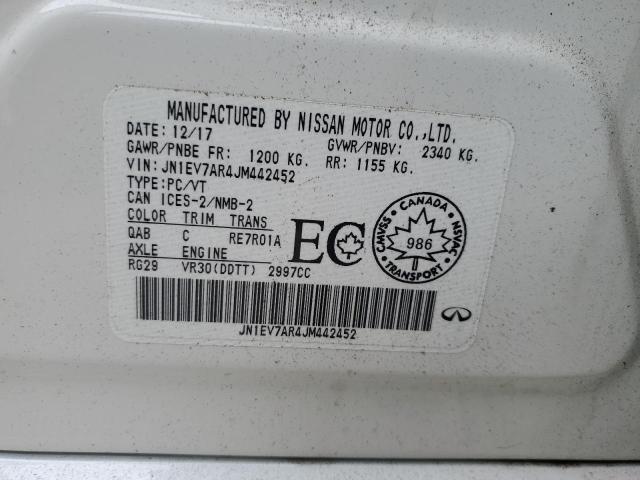 MANUFACTURED BY NISSAN MOTOR CO.,LTD.
DATE: 12/17 GVWR/PNBV: 2340 KG.
GAWR/PNBE FR: 1200 KG. RR: 1155 KG.
VIN: JN1EV7AR4JM442452
TYPE:PC/VT
CAN ICES-2/NMB-2
COLOR TRIM TRANS
QAB C RE7R01A
AXLE ENGINE
RG29 VR30(DDTT) 2997CC
EC
CANADA
CMVSS NSVAC
986
TRANSPORT
JN1EV7AR4JM442452